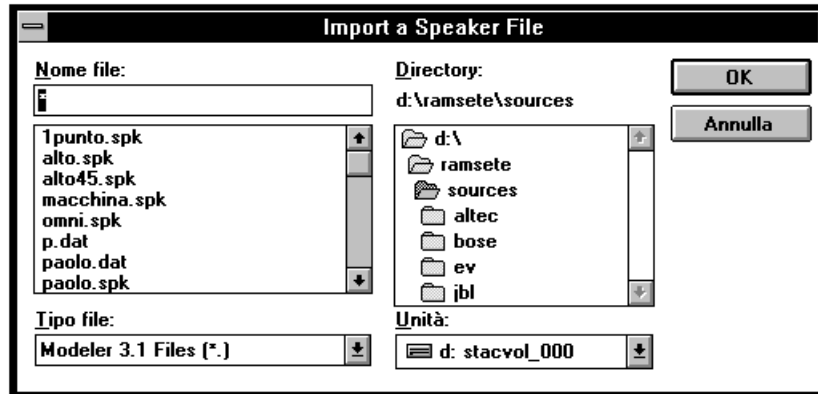 Import a Speaker File
Nome file:
*
1punto.spk
alto.spk
alto45.spk
macchina.spk
omni.spk
p.dat
paolo.dat
paolo.spk
Tipo file:
Modeler 3.1 Files (*.)
Directory:
d:\ramsete\sources
d:\
ramsete
sources
altec
bose
ev
jbl
Unità:
d: stacvol_000
OK
Annulla